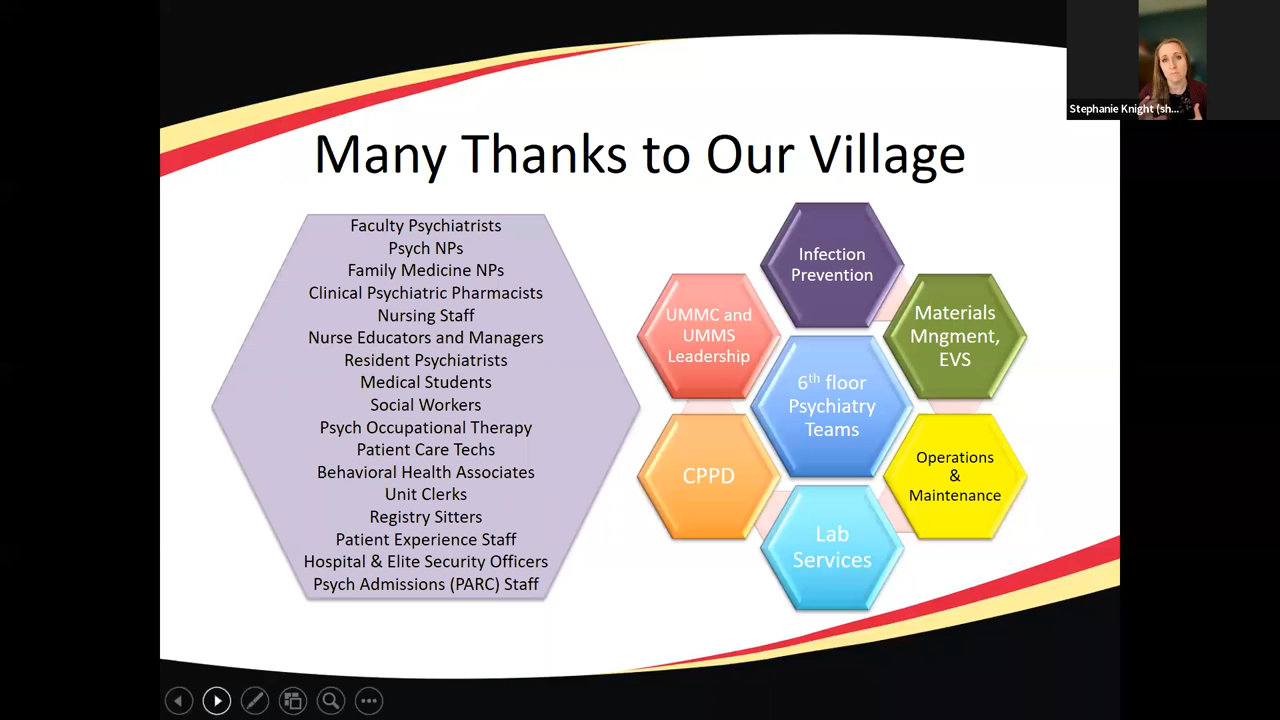 Stephanie Knight (sh...
Many Thanks to Our Village
Faculty Psychiatrists
Psych NPs
Family Medicine NPs
Clinical Psychiatric Pharmacists
Nursing Staff
Nurse Educators and Managers
Resident Psychiatrists
Medical Students
Social Workers
Psych Occupational Therapy
Patient Care Techs
Behavioral Health Associates
Unit Clerks
Registry Sitters
Patient Experience Staff
Hospital & Elite Security Officers
Psych Admissions (PARC) Staff
Infection
Prevention
UMMC and
UMMS
Leadership
Materials
Mngment,
EVS
6th floor
Psychiatry
Teams
CPPD
Operations
&
Maintenance
Lab
Services